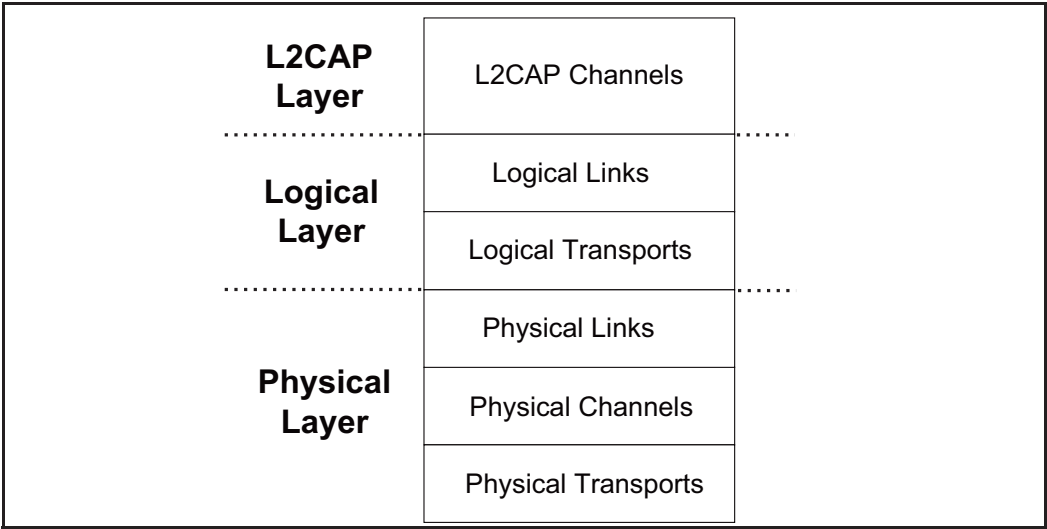 L2CAP
Layer
L2CAP Channels
Logical
Layer
Logical Links
Logical Transports
Physical
Layer
Physical Links
Physical Channels
Physical Transports